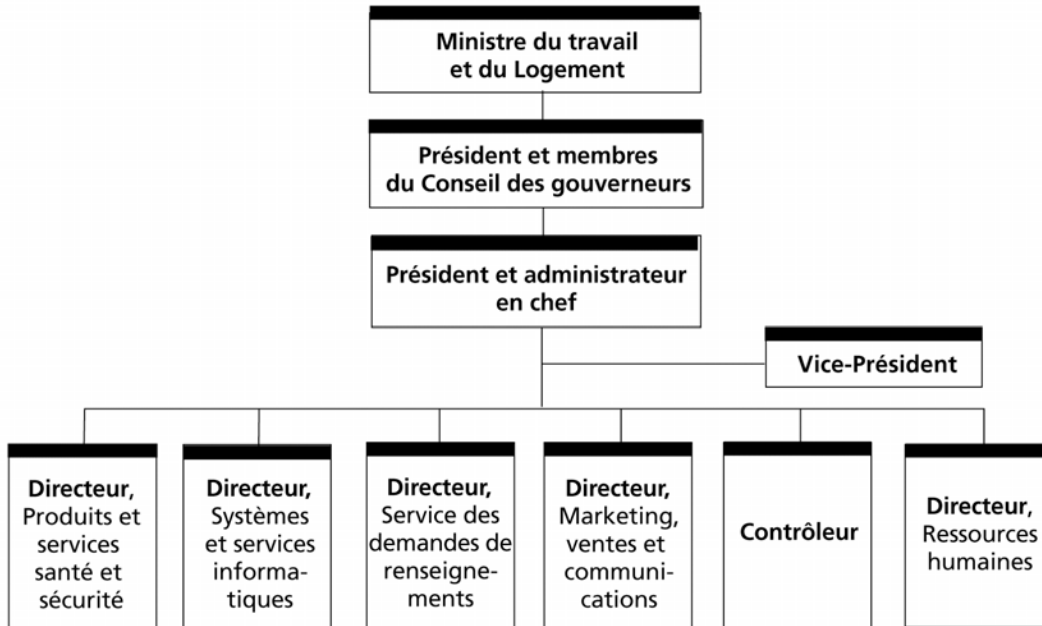 Ministre du travail
et du Logement
Président et membres
du Conseil des gouverneurs
Président et administrateur
en chef
Vice-Président
Directeur,
Produits et
services
santé et
sécurité
Directeur,
Systèmes
et services
informa-
tiques
Directeur,
Service des
demandes de
renseigne-
ments
Directeur,
Marketing,
ventes et
communi-
cations
Contrôleur
Directeur,
Ressources
humaines